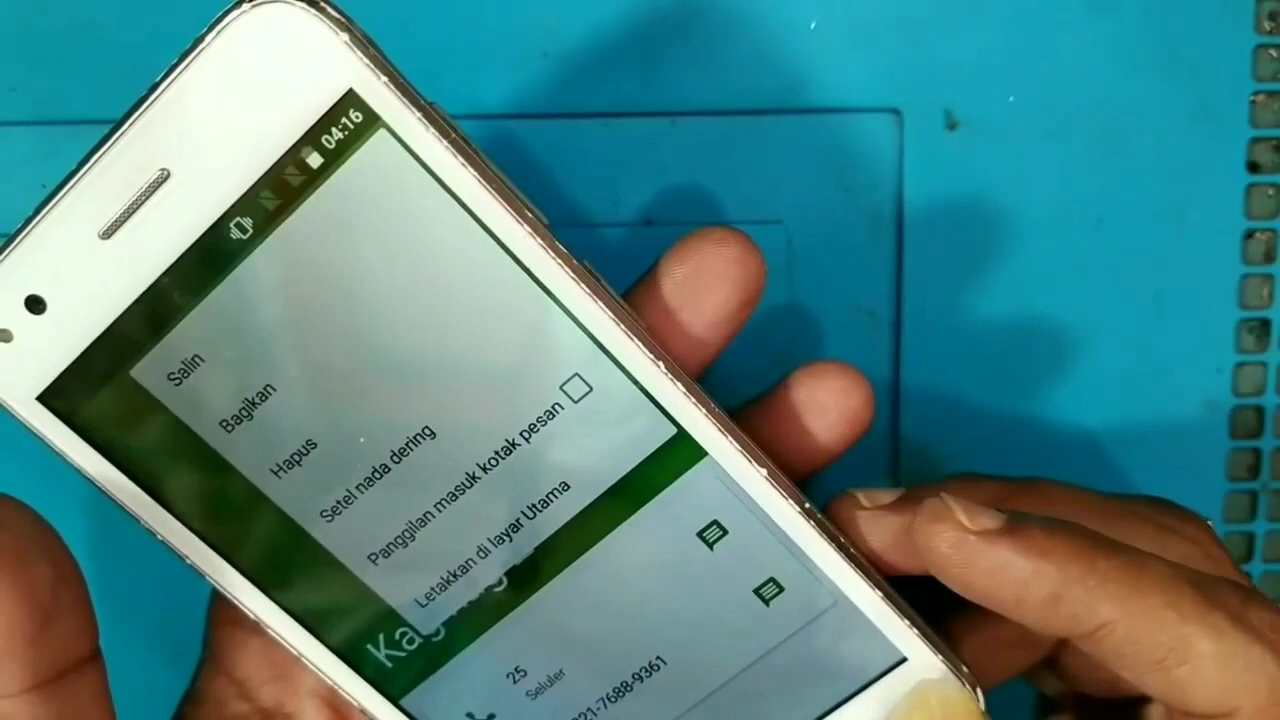 04:16
Salin
Bagikan
Hapus
Setel nada dering
Panggilan masuk kotak pesan
Letakkan di layar Utama
25
Seluler
021-7688-9361